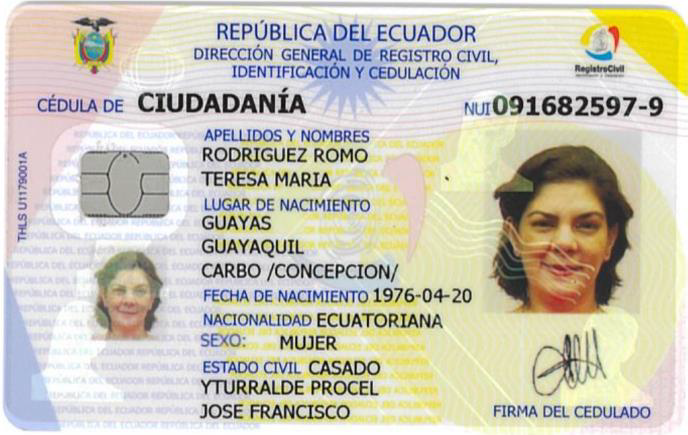 REPÚBLICA DEL ECUADOR
DIRECCIÓN GENERAL DE REGISTRO CIVIL,
IDENTIFICACIÓN Y CEDULACIÓN
RegistroCivil
CÉDULA DE CIUDADANÍA
NUI 091682597-9
APELLIDOS Y NOMBRES
RODRIGUEZ ROMO
TERESA MARIA
LUGAR DE NACIMIENTO
GUAYAS
GUAYAQUIL
CARBO /CONCEPCION/
FECHA DE NACIMIENTO 1976-04-20
NACIONALIDAD ECUATORIANA
SEXO: MUJER
ESTADO CIVIL CASADO
YTURRALDE PROCEL
JOSE FRANCISCO
FIRMA DEL CEDULADO
THLS U1179001A